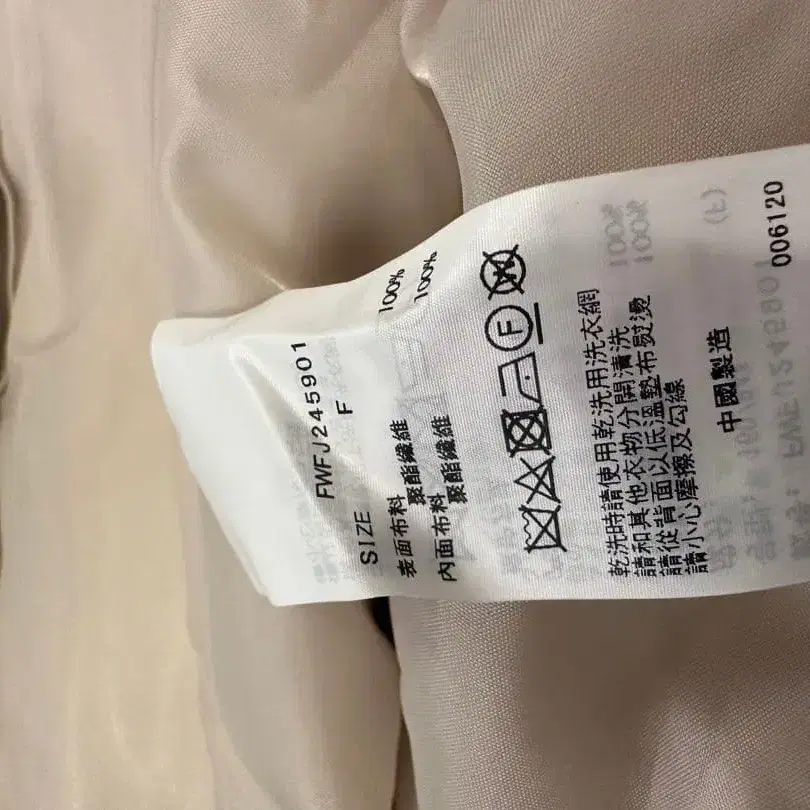 FWFJ245901
SIZE F
表面布料
聚酯纖維 100%
內面布料
聚酯纖維 100%
F W
乾洗時請使用乾洗用洗衣網
請和其他衣物分開清洗
請從背面以低溫墊布熨燙
請小心摩擦及勾線
中國製造
006120